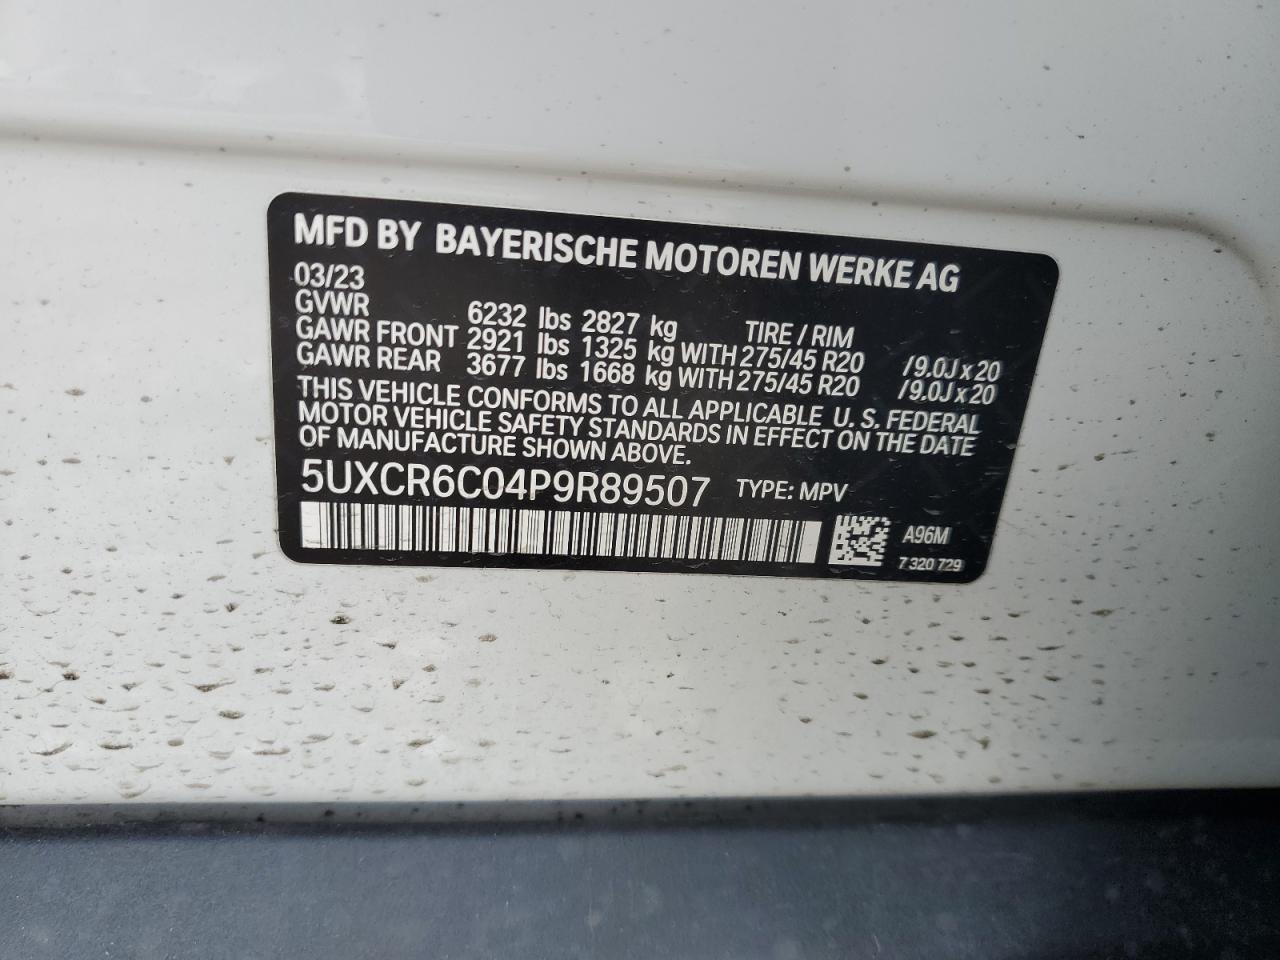 MFD BY BAYERISCHE MOTOREN WERKE AG
03/23
GVWR 6232 lbs 2827 kg TIRE / RIM
GAWR FRONT 2921 lbs 1325 kg WITH 275/45 R20 / 9.0J x 20
GAWR REAR 3677 lbs 1668 kg WITH 275/45 R20 / 9.0J x 20
THIS VEHICLE CONFORMS TO ALL APPLICABLE U. S. FEDERAL
MOTOR VEHICLE SAFETY STANDARDS IN EFFECT ON THE DATE
OF MANUFACTURE SHOWN ABOVE.
5UXCR6C04P9R89507 TYPE: MPV
A96M
7 320 729